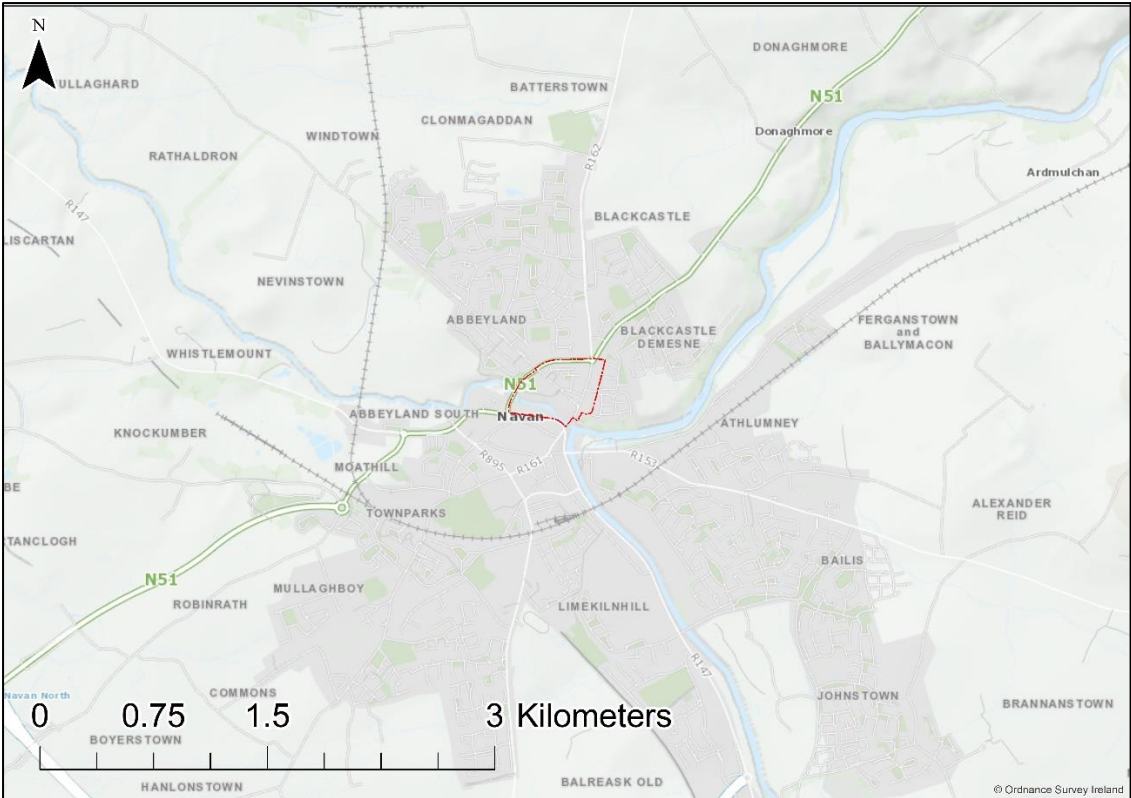 N
DONAGHMORE
ULLAGHARD
BATTERSTOWN
N51
CLONMAGADDAN
WINDTOWN
Donaghmore
RATHALDRON
R162
Ardmulchan
R147
BLACKCASTLE
LISCARTAN
NEVINSTOWN
ABBEYLAND
FERGANSTOWN
and
BALLYMACON
BLACKCASTLE
DEMESNE
WHISTLEMOUNT
N51
ABBEYLAND SOUTH
Navan
ATHLUMNEY
KNOCKUMBER
R895
R161
R153
MOATHILL
BE
ALEXANDER
REID
TOWNPARKS
TANCLOGH
BAILIS
N51
MULLAGHBOY
ROBINRATH
LIMEKILNHILL
R147
Navan North
COMMONS
JOHNSTOWN
BRANNANSTOWN
0 0.75 1.5 3 Kilometers
BOYERSTOWN
HANLONSTOWN
BALREASK OLD
© Ordnance Survey Ireland